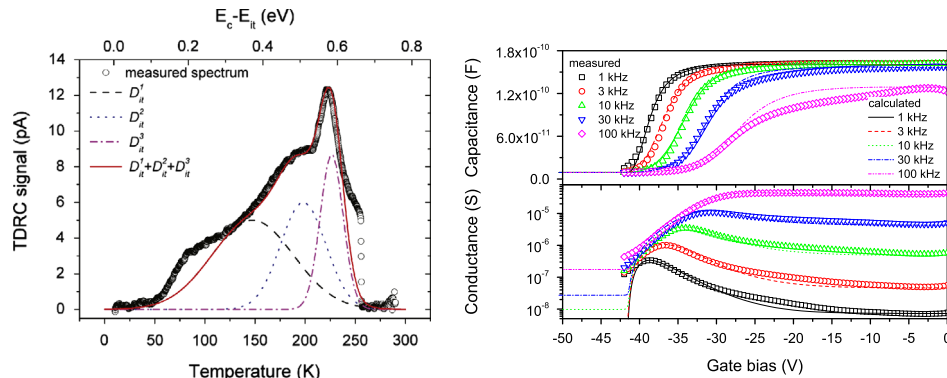 E_c-E_it (eV)
0.0 0.2 0.4 0.6 0.8
14
12
10
8
6
4
2
0
TDRC signal (pA)
measured spectrum
D_it^1
D_it^2
D_it^3
D_it^1+D_it^2+D_it^3
0 50 100 150 200 250 300
Temperature (K)
1.8x10^-10
1.2x10^-10
6.0x10^-11
0.0
Capacitance (F)
measured
1 kHz
3 kHz
10 kHz
30 kHz
100 kHz
calculated
1 kHz
3 kHz
10 kHz
30 kHz
100 kHz
10^-5
10^-6
10^-7
10^-8
Conductance (S)
-50 -45 -40 -35 -30 -25 -20 -15 -10 -5 0
Gate bias (V)